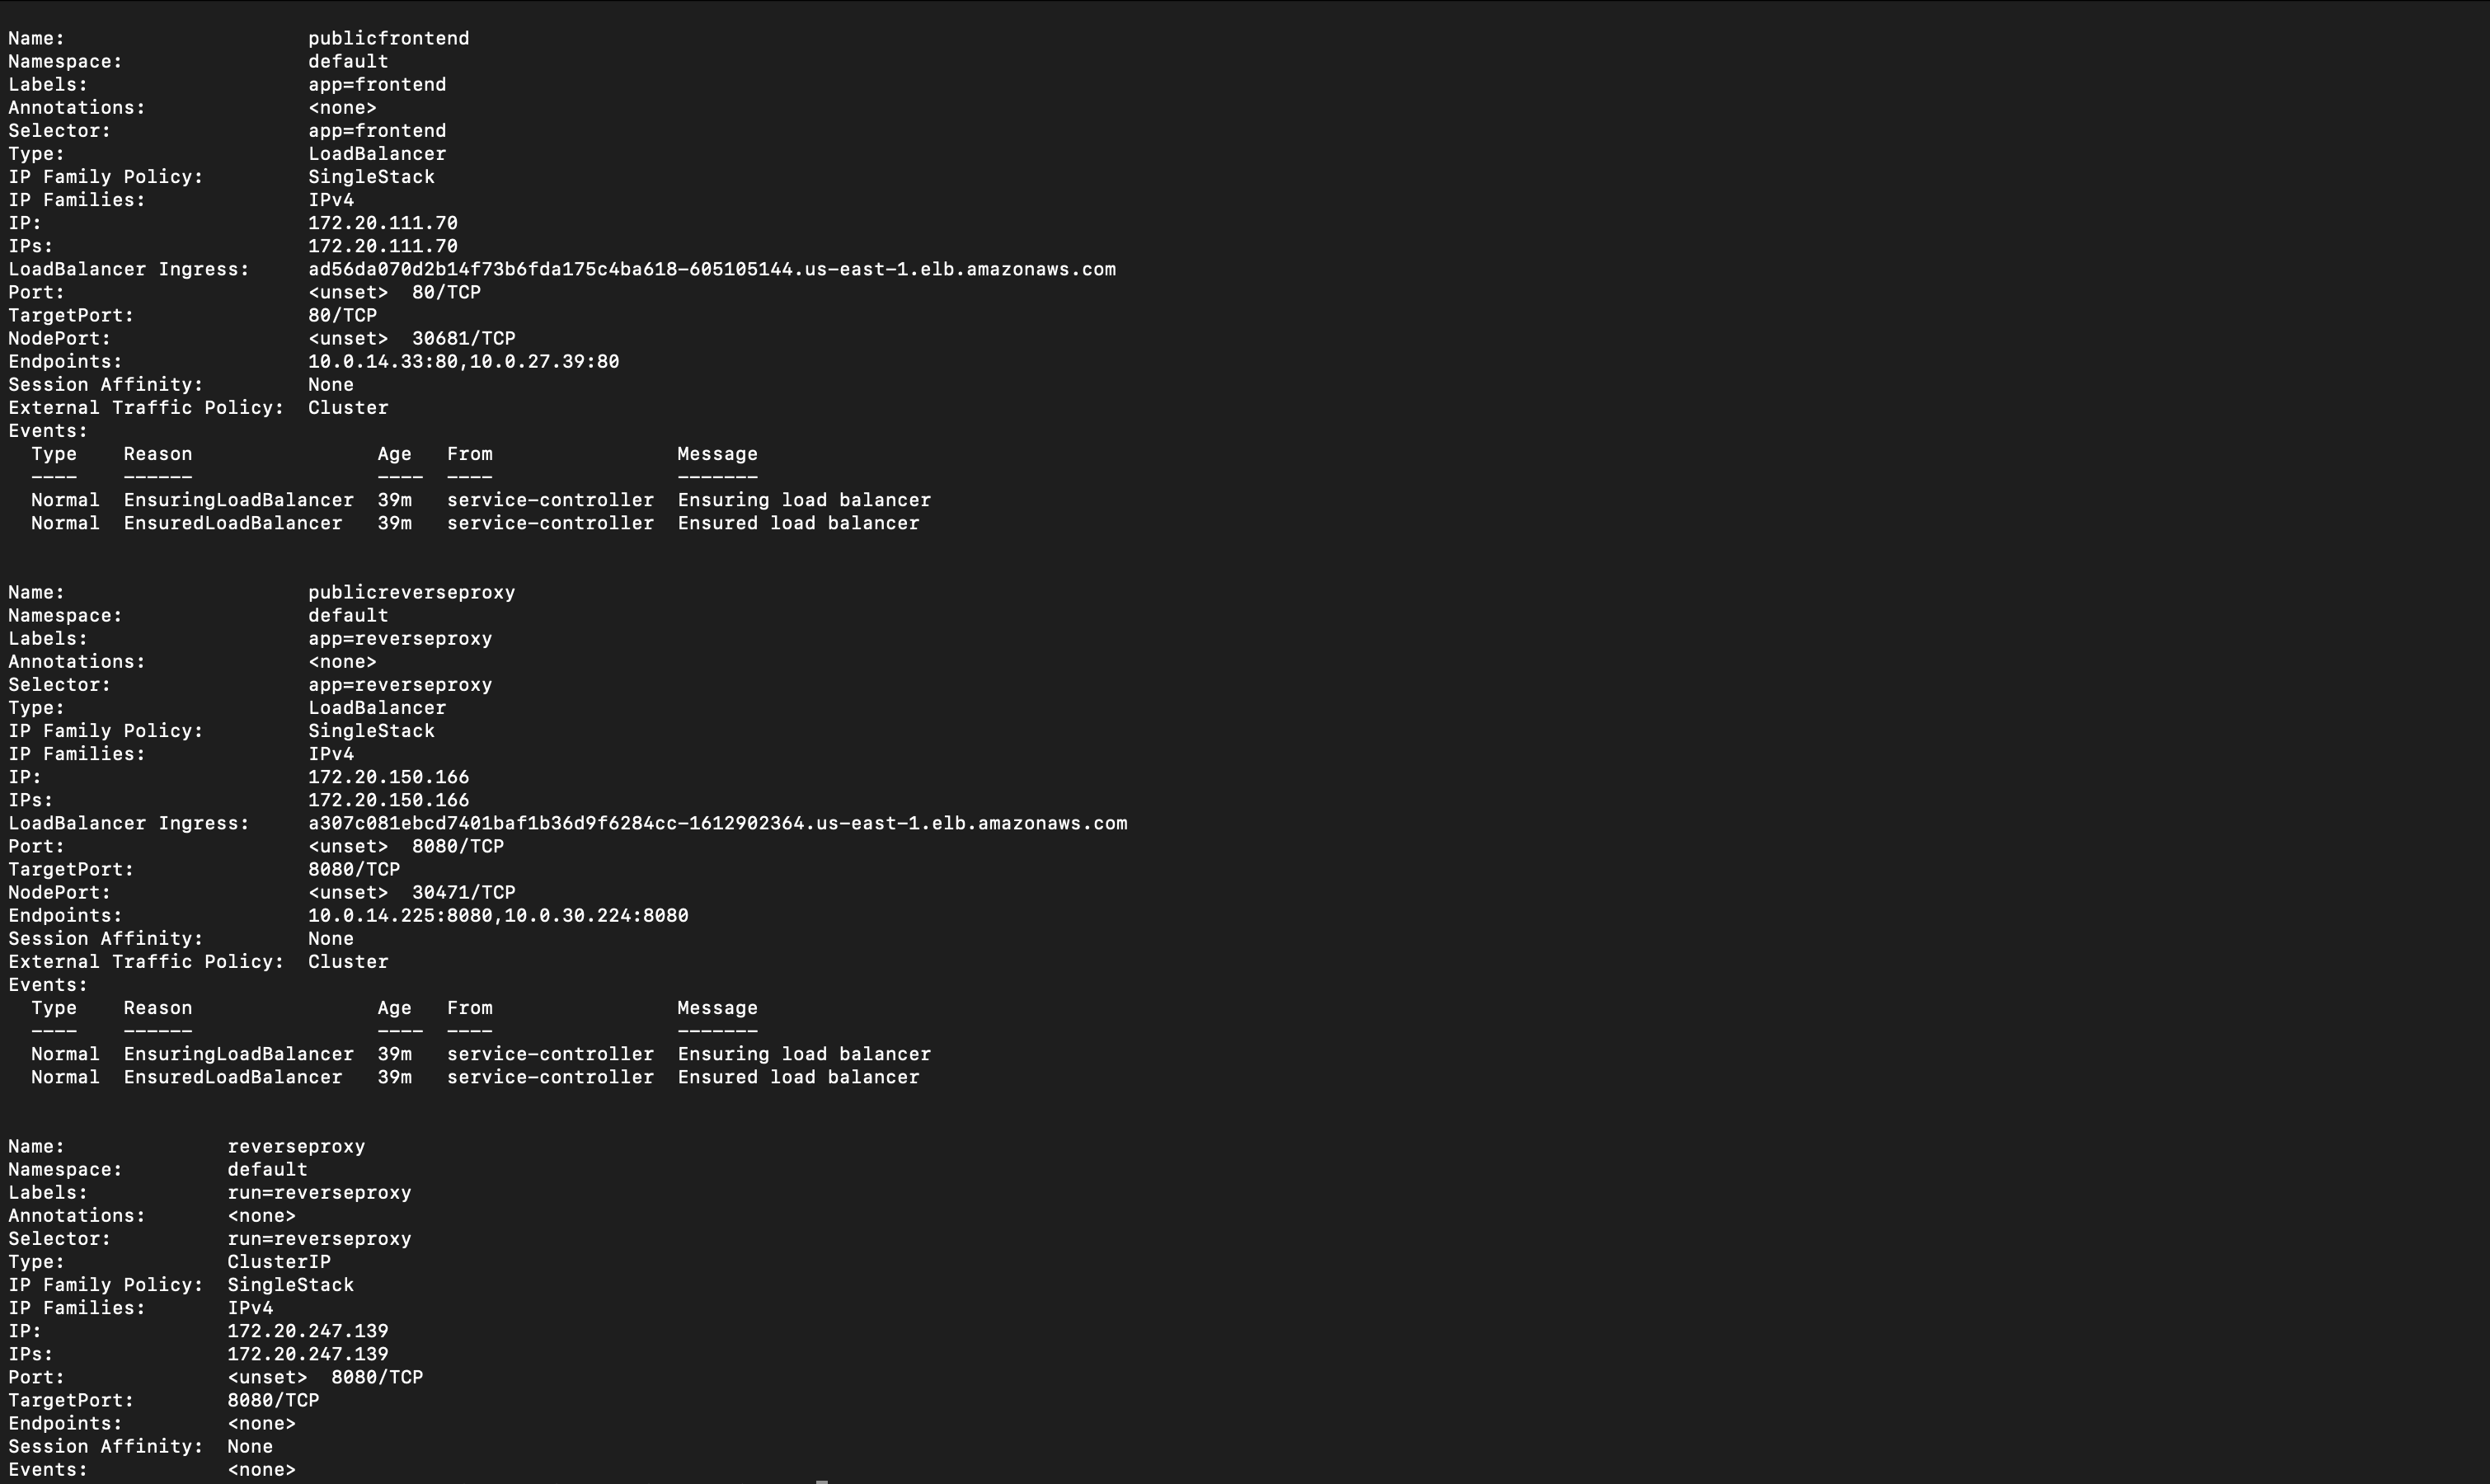 Name:                     publicfrontend
Namespace:                default
Labels:                   app=frontend
Annotations:              <none>
Selector:                 app=frontend
Type:                     LoadBalancer
IP Family Policy:         SingleStack
IP Families:              IPv4
IP:                       172.20.111.70
IPs:                      172.20.111.70
LoadBalancer Ingress:     ad56da070d2b14f73b6fda175c4ba618-605105144.us-east-1.elb.amazonaws.com
Port:                     <unset>  80/TCP
TargetPort:               80/TCP
NodePort:                 <unset>  30681/TCP
Endpoints:                10.0.14.33:80,10.0.27.39:80
Session Affinity:         None
External Traffic Policy:  Cluster
Events:
  Type    Reason                Age   From                Message
  ----    ------                ----  ----                -------
  Normal  EnsuringLoadBalancer  39m   service-controller  Ensuring load balancer
  Normal  EnsuredLoadBalancer   39m   service-controller  Ensured load balancer
Name:                     publicreverseproxy
Namespace:                default
Labels:                   app=reverseproxy
Annotations:              <none>
Selector:                 app=reverseproxy
Type:                     LoadBalancer
IP Family Policy:         SingleStack
IP Families:              IPv4
IP:                       172.20.150.166
IPs:                      172.20.150.166
LoadBalancer Ingress:     a307c081ebcd7401baf1b36d9f6284cc-1612902364.us-east-1.elb.amazonaws.com
Port:                     <unset>  8080/TCP
TargetPort:               8080/TCP
NodePort:                 <unset>  30471/TCP
Endpoints:                10.0.14.225:8080,10.0.30.224:8080
Session Affinity:         None
External Traffic Policy:  Cluster
Events:
  Type    Reason                Age   From                Message
  ----    ------                ----  ----                -------
  Normal  EnsuringLoadBalancer  39m   service-controller  Ensuring load balancer
  Normal  EnsuredLoadBalancer   39m   service-controller  Ensured load balancer
Name:              reverseproxy
Namespace:         default
Labels:            run=reverseproxy
Annotations:       <none>
Selector:          run=reverseproxy
Type:              ClusterIP
IP Family Policy:  SingleStack
IP Families:       IPv4
IP:                172.20.247.139
IPs:               172.20.247.139
Port:              <unset>  8080/TCP
TargetPort:        8080/TCP
Endpoints:         <none>
Session Affinity:  None
Events:            <none>